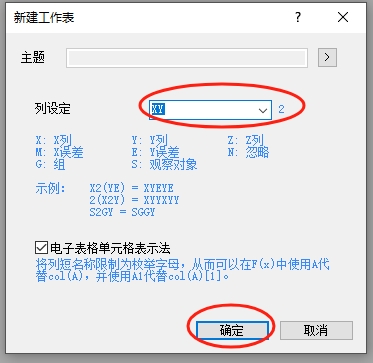 新建工作表 ? ×
主题 >
列设定 XY 2
X: X列 Y: Y列 Z: Z列
M: X误差 E: Y误差 N: 忽略
G: 组 S: 观察对象
示例: X2(YE) = XYEYE
2(X2Y) = XYYXYY
S2GY = SGGY
电子表格单元格表示法
将列短名称限制为枚举字母，从而可以在F(x)中使用A代
替col(A)，并使用A1代替col(A)[1]。
确定 取消